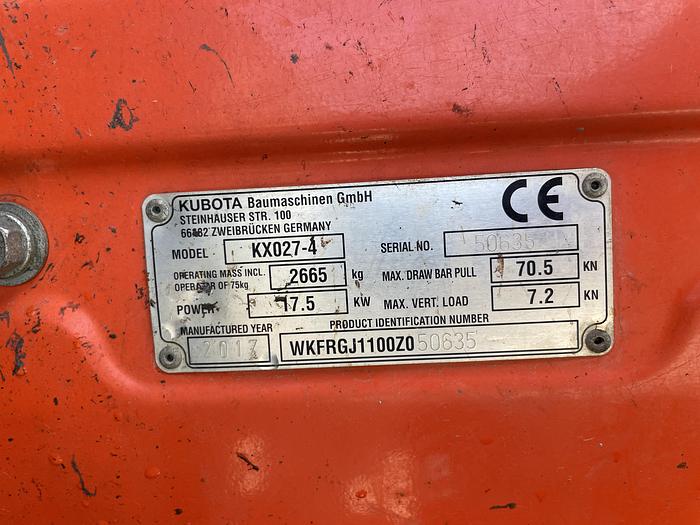 KUBOTA Baumaschinen GmbH
STEINHAUSER STR. 100
66482 ZWEIBRÜCKEN GERMANY
CE
MODEL KX027-4
SERIAL NO. 50635
OPERATING MASS INCL. OPERATOR OF 75kg 2665 kg
MAX. DRAW BAR PULL 70.5 KN
POWER 17.5 KW
MAX. VERT. LOAD 7.2 KN
MANUFACTURED YEAR 2017
PRODUCT IDENTIFICATION NUMBER
WKFRGJ1100Z050635